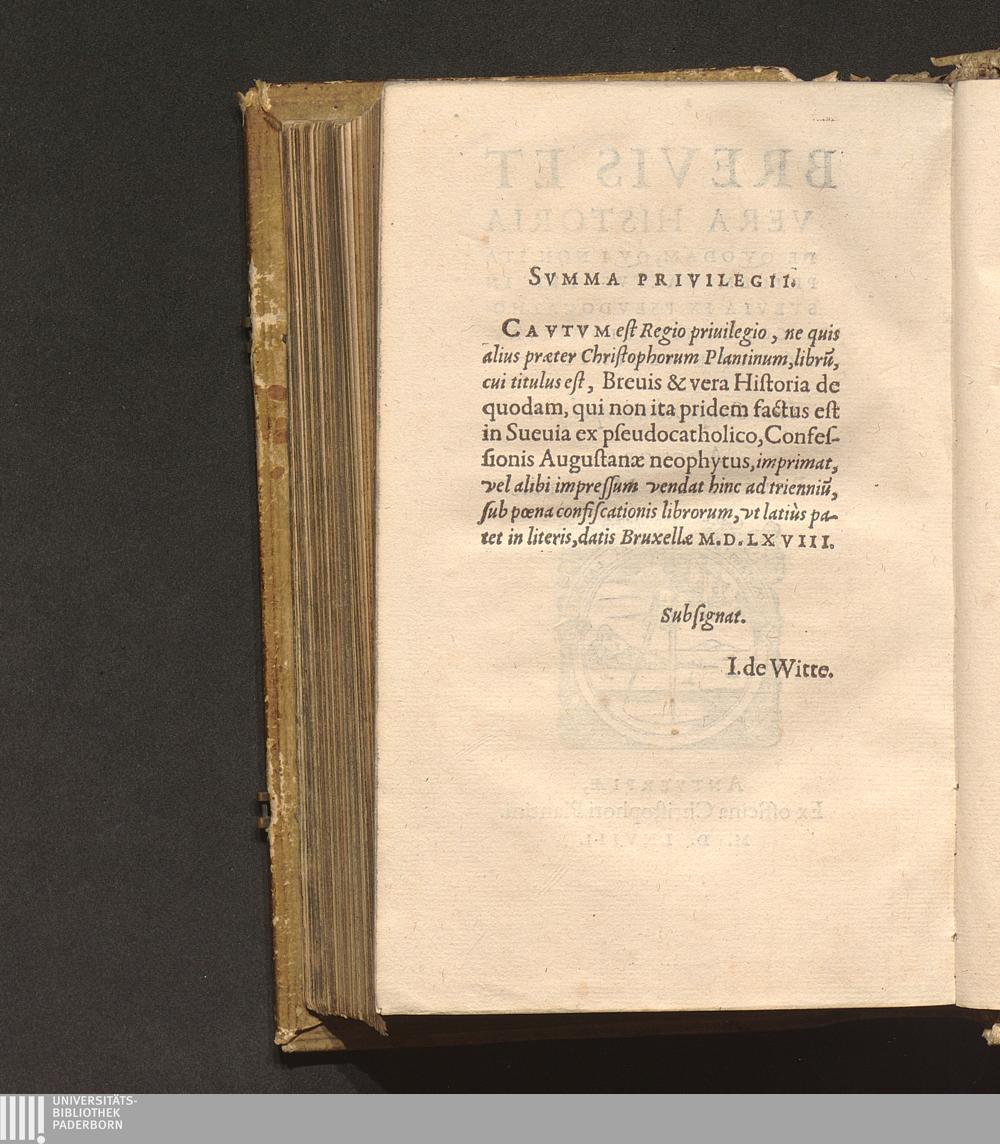 SVMMA PRIVILEGII.
CAVTVM eſt Regio priuilegio, ne quis
alius præter Chriſtophorum Plantinum, librū,
cui titulus eſt, Breuis & vera Hiſtoria de
quodam, qui non ita pridem factus eſt
in Sueuia ex pſeudocatholico, Confeſ-
ſionis Auguſtanæ neophytus, imprimat,
vel alibi impreſſum vendat hinc ad trienniū,
ſub pœna confiſcationis librorum, vt latiùs pa-
tet in literis, datis Bruxellæ M.D.LXVIII.
Subſignat.
I. de Witte.
UNIVERSITÄTS-
BIBLIOTHEK
PADERBORN